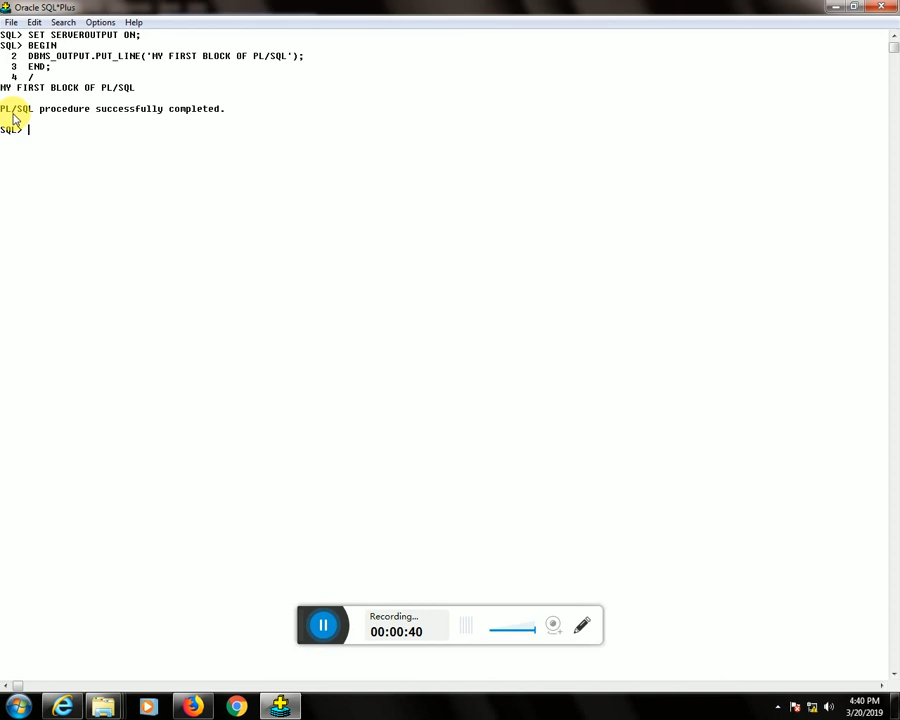 Oracle SQL*Plus
File Edit Search Options Help
SQL> SET SERVEROUTPUT ON;
SQL> BEGIN
2 DBMS_OUTPUT.PUT_LINE('MY FIRST BLOCK OF PL/SQL');
3 END;
4 /
MY FIRST BLOCK OF PL/SQL
PL/SQL procedure successfully completed.
SQL>
Recording...
00:00:40
4:40 PM
3/20/2019